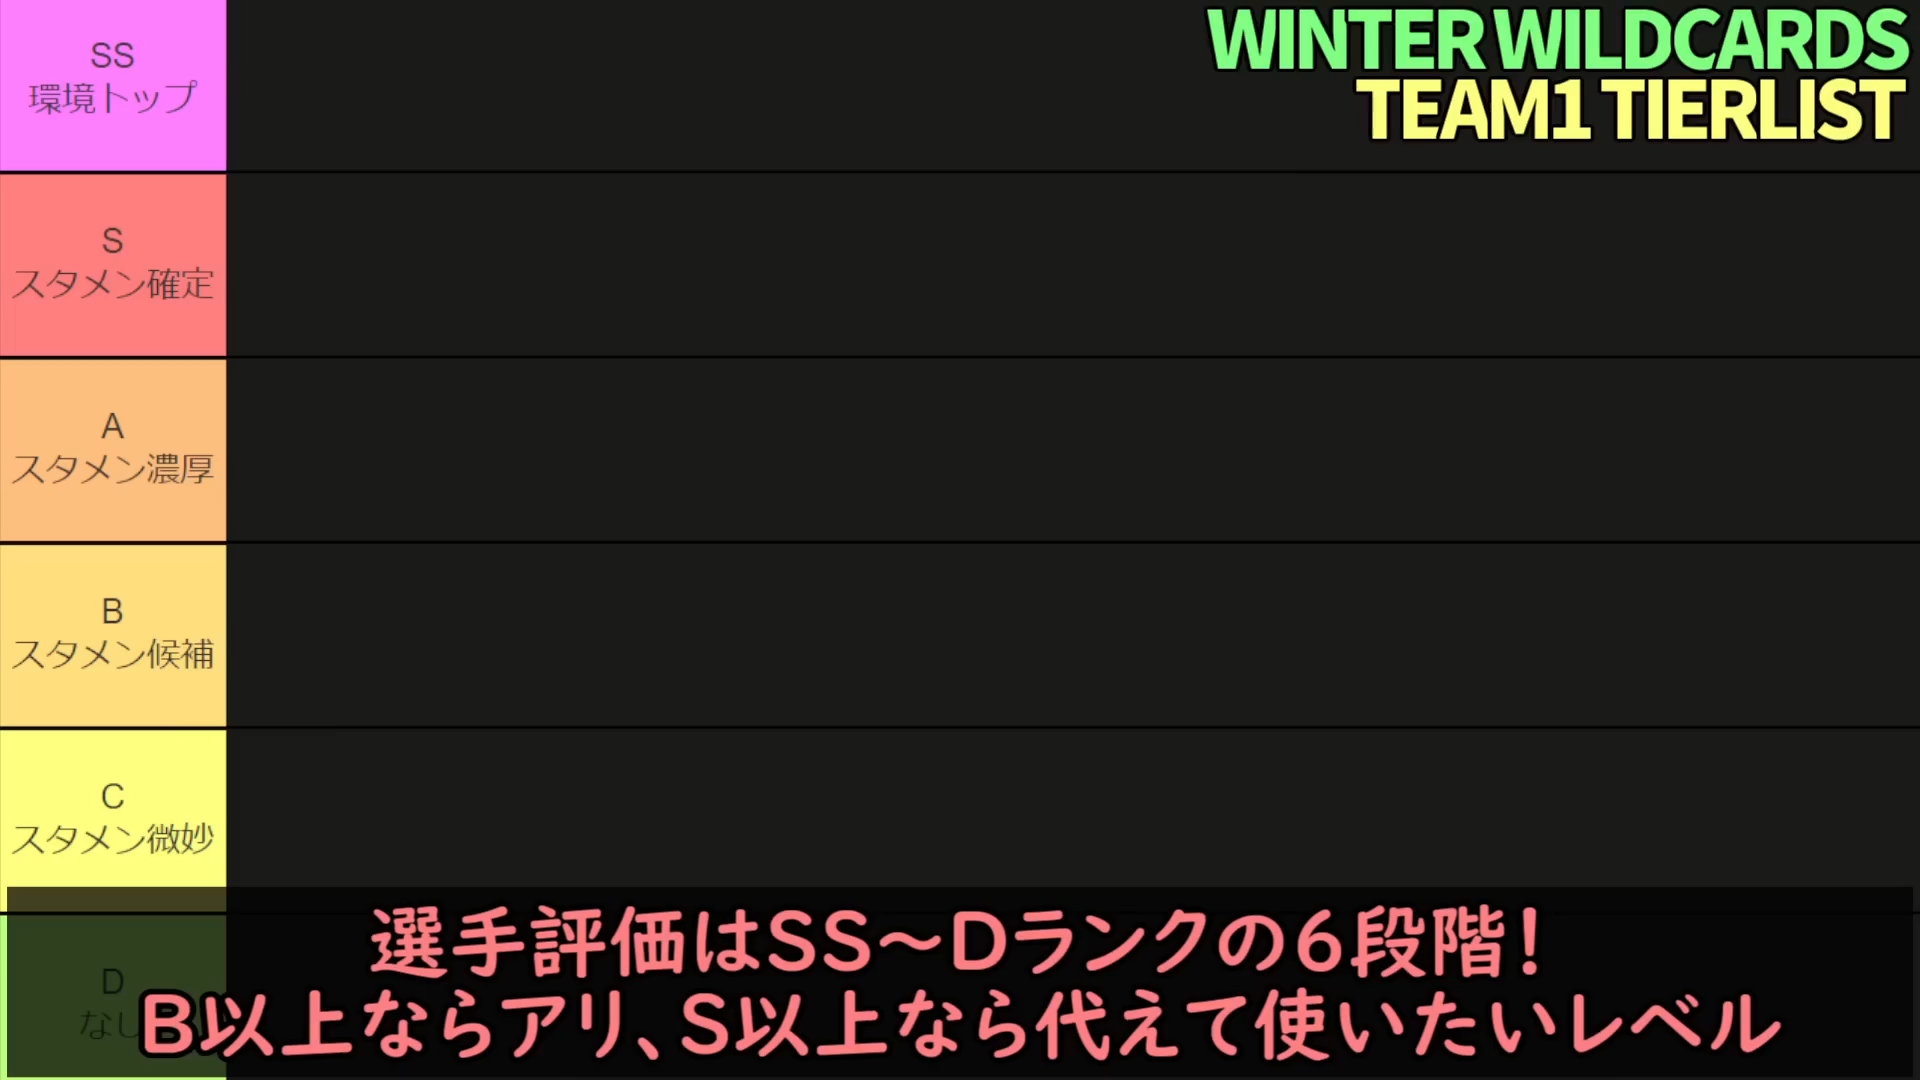 WINTER WILDCARDS
TEAM1 TIERLIST
SS
環境トップ
S
スタメン確定
A
スタメン濃厚
B
スタメン候補
C
スタメン微妙
D
なし
選手評価はSS～Dランクの6段階！
B以上ならアリ、S以上なら代えて使いたいレベル